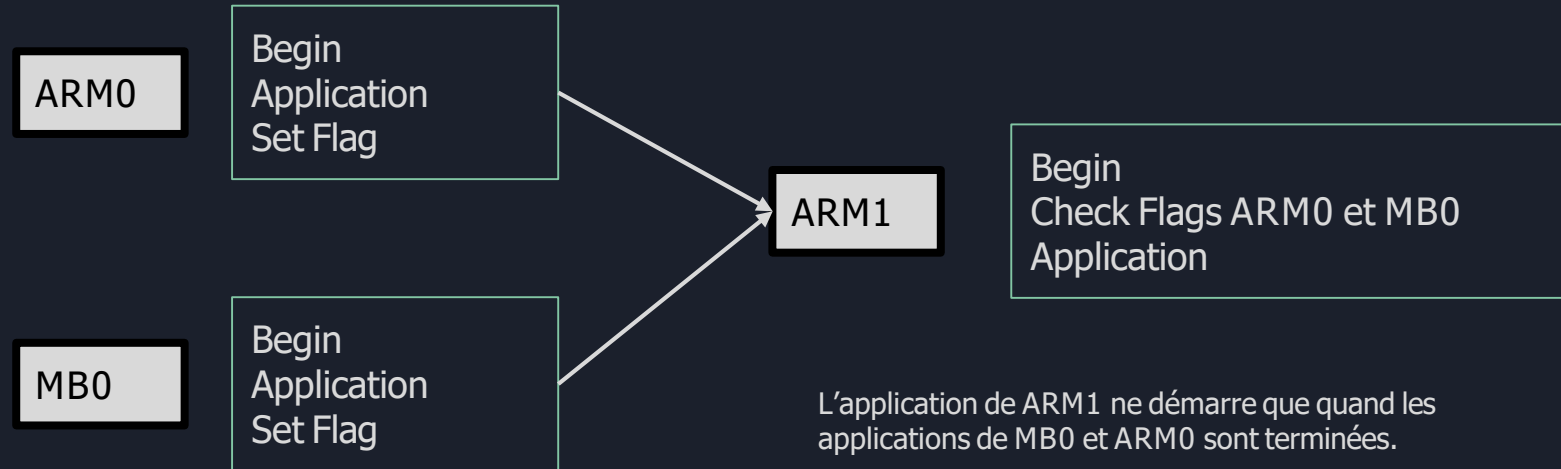 ARM0
Begin
Application
Set Flag
ARM1
Begin
Check Flags ARM0 et MB0
Application
MB0
Begin
Application
Set Flag
L’application de ARM1 ne démarre que quand les
applications de MB0 et ARM0 sont terminées.